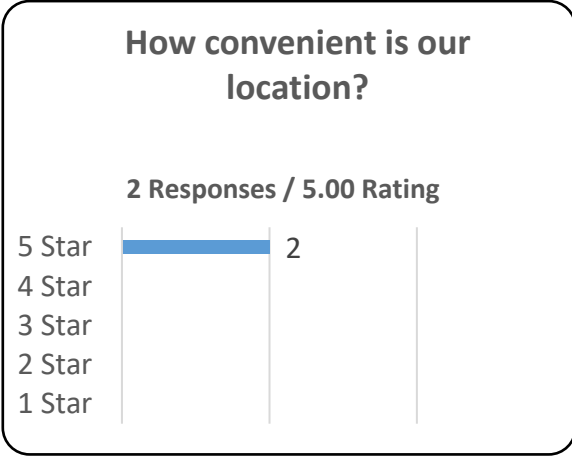 How convenient is our
location?
2 Responses / 5.00 Rating
5 Star 2
4 Star
3 Star
2 Star
1 Star